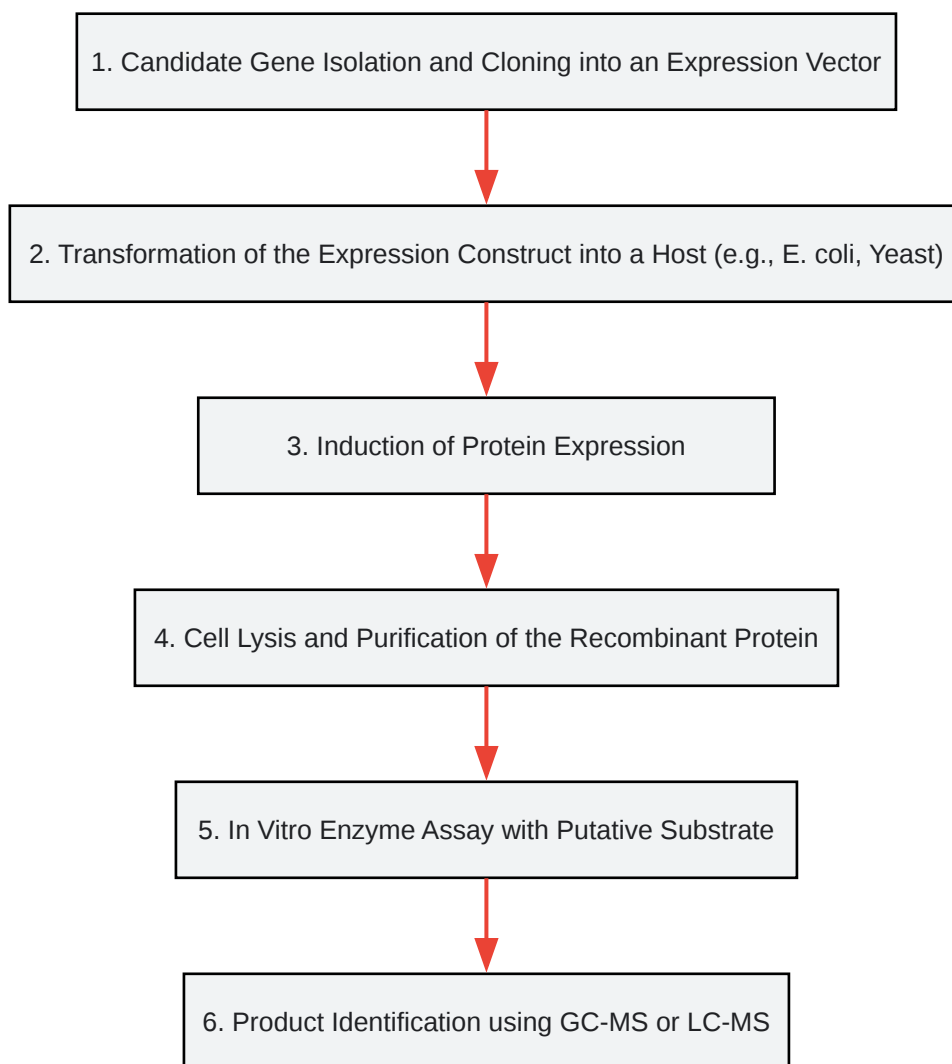 1. Candidate Gene Isolation and Cloning into an Expression Vector
2. Transformation of the Expression Construct into a Host (e.g., E. coli, Yeast)
3. Induction of Protein Expression
4. Cell Lysis and Purification of the Recombinant Protein
5. In Vitro Enzyme Assay with Putative Substrate
6. Product Identification using GC-MS or LC-MS